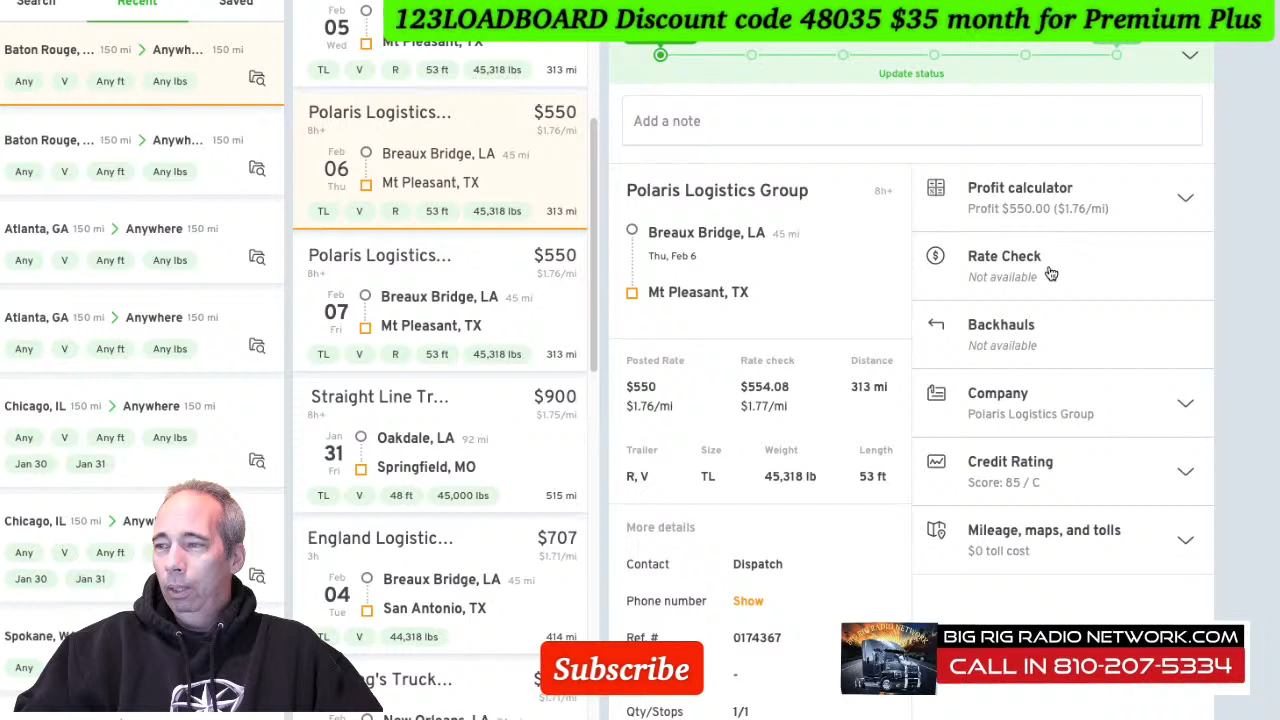 123LOADBOARD Discount code 48035 $35 month for Premium Plus
Search Recent Saved
Baton Rouge, ... 150 mi Anywh... 150 mi
Any V Any ft Any lbs
Baton Rouge, ... 150 mi Anywh... 150 mi
Any V Any ft Any lbs
Atlanta, GA 150 mi Anywhere 150 mi
Any V Any ft Any lbs
Atlanta, GA 150 mi Anywhere 150 mi
Any V Any ft Any lbs
Chicago, IL 150 mi Anywhere 150 mi
Any V Any ft Any lbs
Jan 30 Jan 31
Chicago, IL 150 mi
Any V Any ft
Jan 30 Jan 31
Spokane,
Any
Feb
05
Wed
Mt Pleasant, TX
TL V R 53 ft 45,318 lbs 313 mi
Polaris Logistics... $550
8h+ $1.76/mi
Feb
06
Thu
Breaux Bridge, LA 45 mi
Mt Pleasant, TX
TL V R 53 ft 45,318 lbs 313 mi
Polaris Logistics... $550
8h+ $1.76/mi
Feb
07
Fri
Breaux Bridge, LA 45 mi
Mt Pleasant, TX
TL V R 53 ft 45,318 lbs 313 mi
Straight Line Tr... $900
8h+ $1.75/mi
Jan
31
Fri
Oakdale, LA 92 mi
Springfield, MO
TL V 48 ft 45,000 lbs 515 mi
England Logistic... $707
3h $1.71/mi
Feb
04
Tue
Breaux Bridge, LA 45 mi
San Antonio, TX
TL V 44,318 lbs 414 mi
Truck...
Feb
New Orleans, LA
Update status
Add a note
Polaris Logistics Group 8h+
Breaux Bridge, LA 45 mi
Thu, Feb 6
Mt Pleasant, TX
Posted Rate Rate check Distance
$550 $554.08 313 mi
$1.76/mi $1.77/mi
Trailer Size Weight Length
R, V TL 45,318 lb 53 ft
More details
Contact Dispatch
Phone number Show
Ref. # 0174367
-
Qty/Stops 1/1
Profit calculator
Profit $550.00 ($1.76/mi)
Rate Check
Not available
Backhauls
Not available
Company
Polaris Logistics Group
Credit Rating
Score: 85 / C
Mileage, maps, and tolls
$0 toll cost
Subscribe
BIG RIG RADIO NETWORK
BIG RIG RADIO NETWORK.COM
CALL IN 810-207-5334